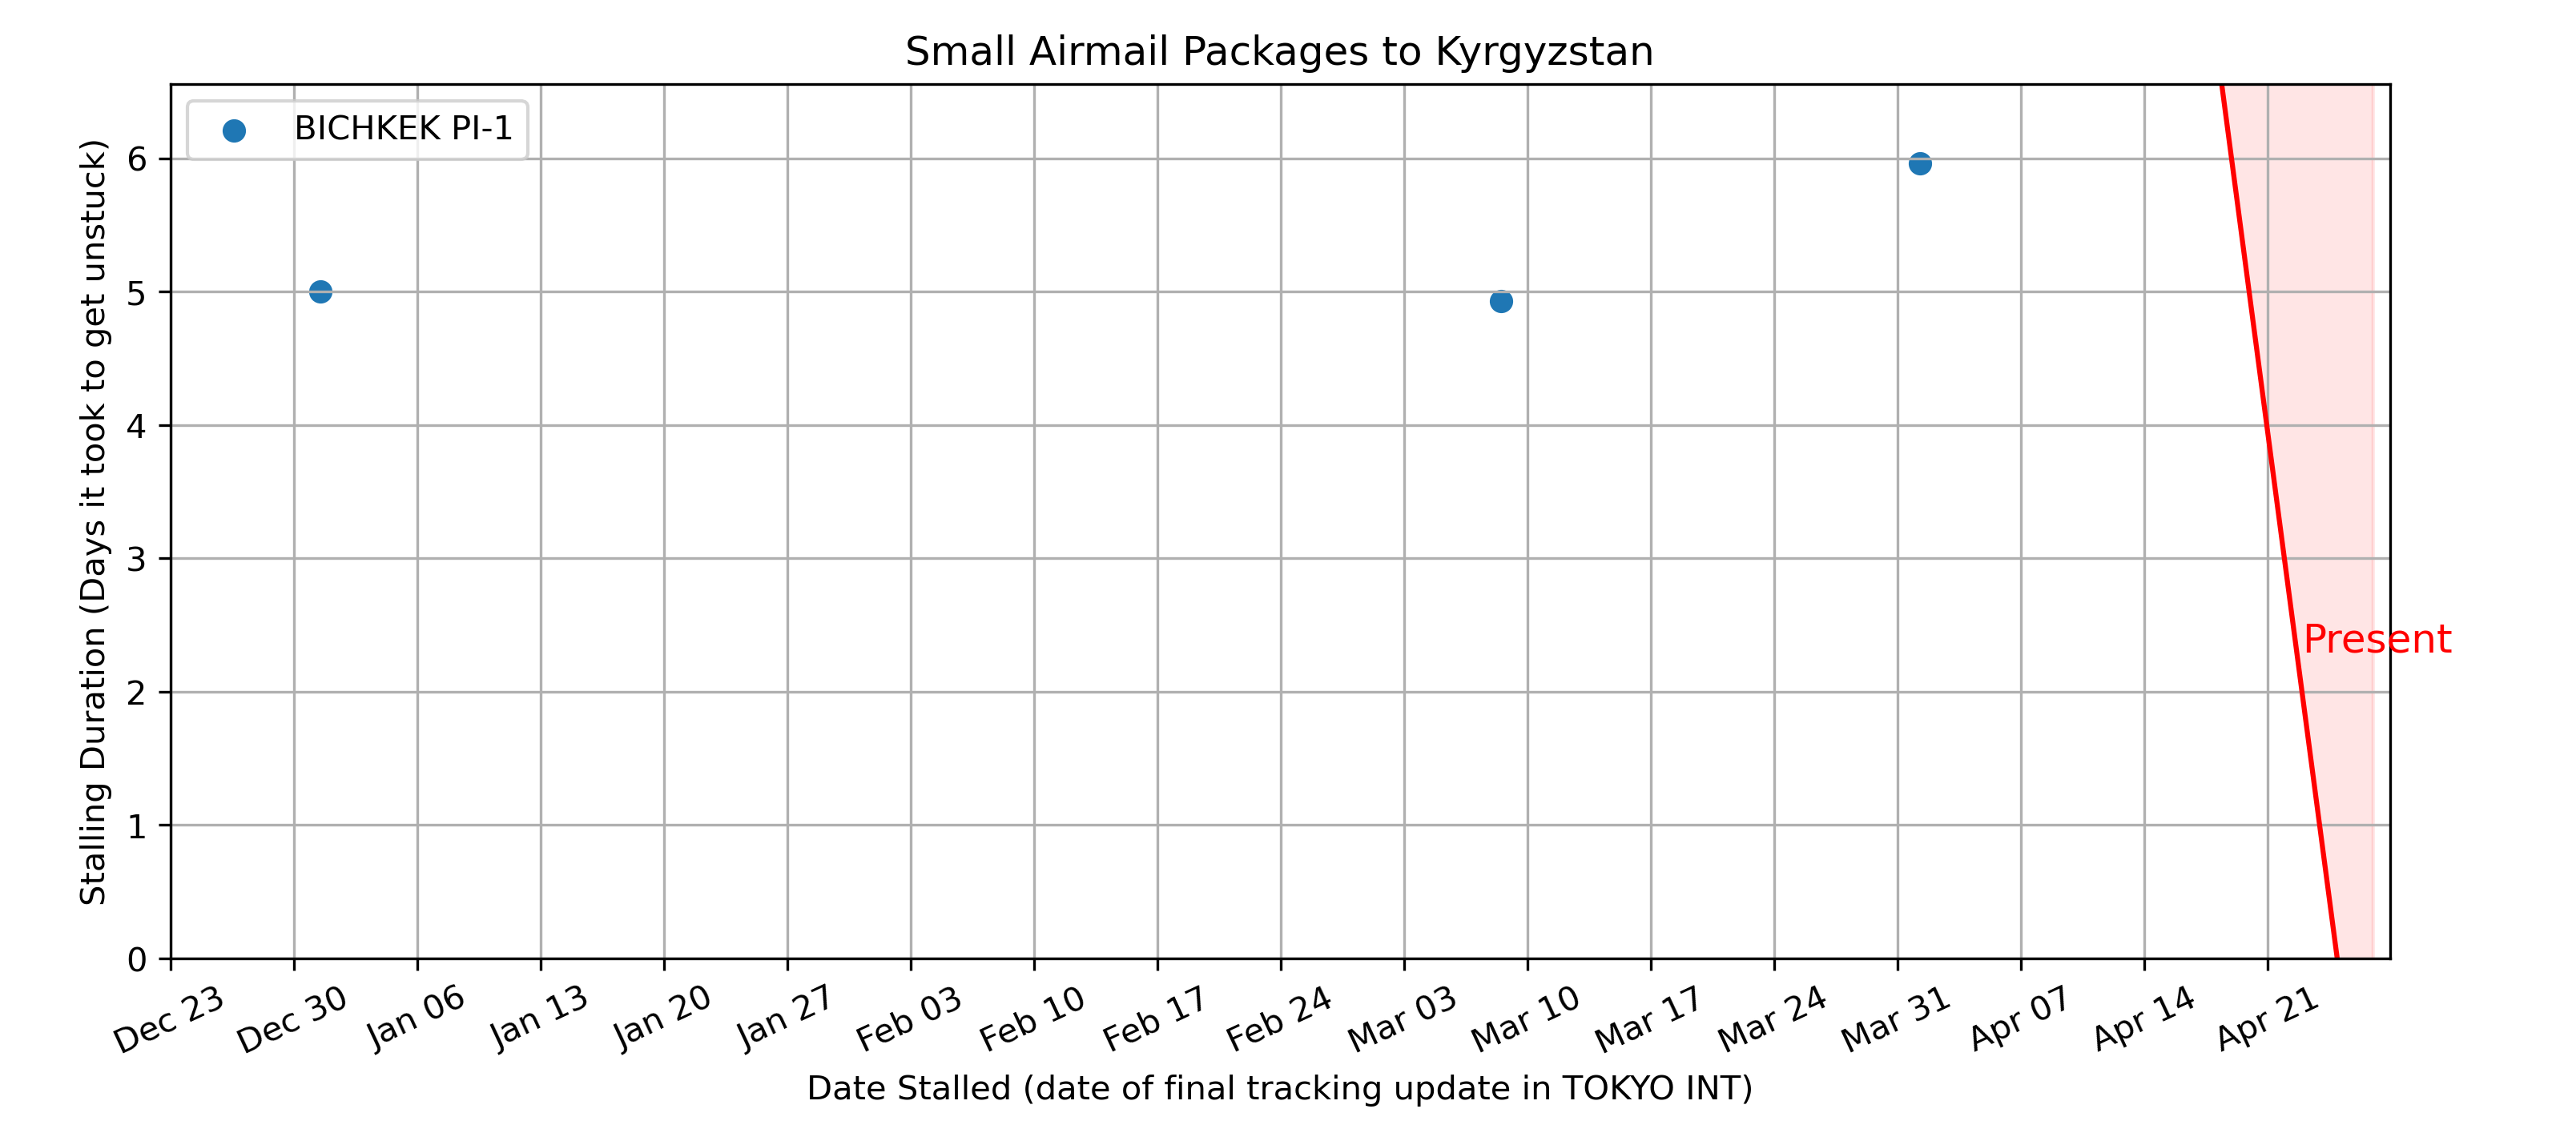 Small Airmail Packages to Kyrgyzstan
BICHKEK PI-1
Stalling Duration (Days it took to get unstuck)
6
5
4
3
2
1
0
Present
Dec 23 Dec 30 Jan 06 Jan 13 Jan 20 Jan 27 Feb 03 Feb 10 Feb 17 Feb 24 Mar 03 Mar 10 Mar 17 Mar 24 Mar 31 Apr 07 Apr 14 Apr 21
Date Stalled (date of final tracking update in TOKYO INT)